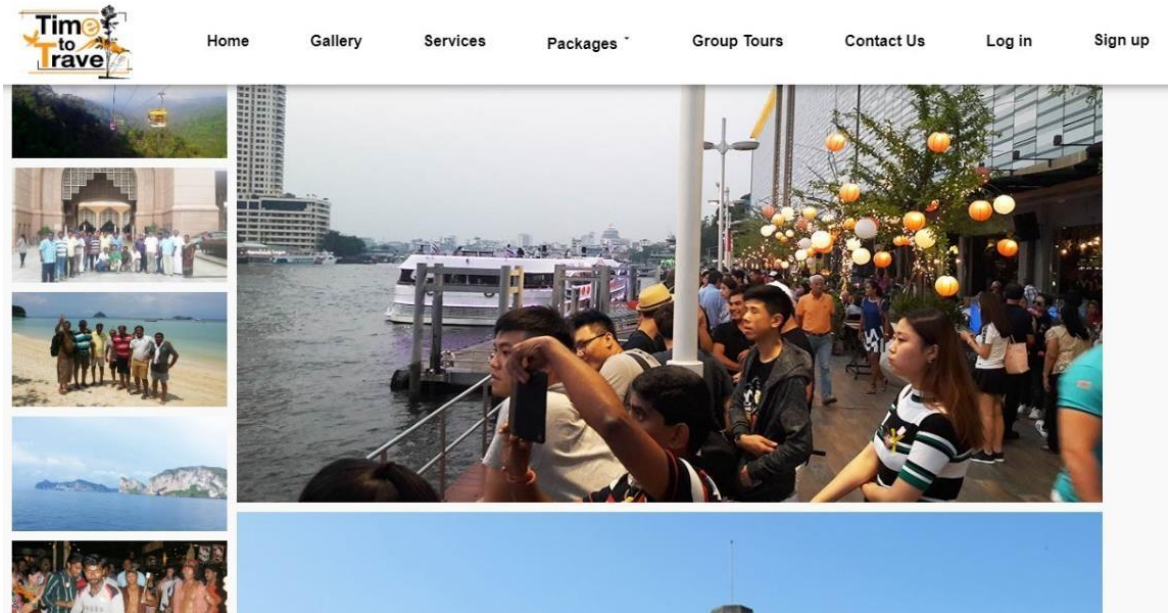 Time
to
Travel
Home
Gallery
Services
Packages ˇ
Group Tours
Contact Us
Log in
Sign up